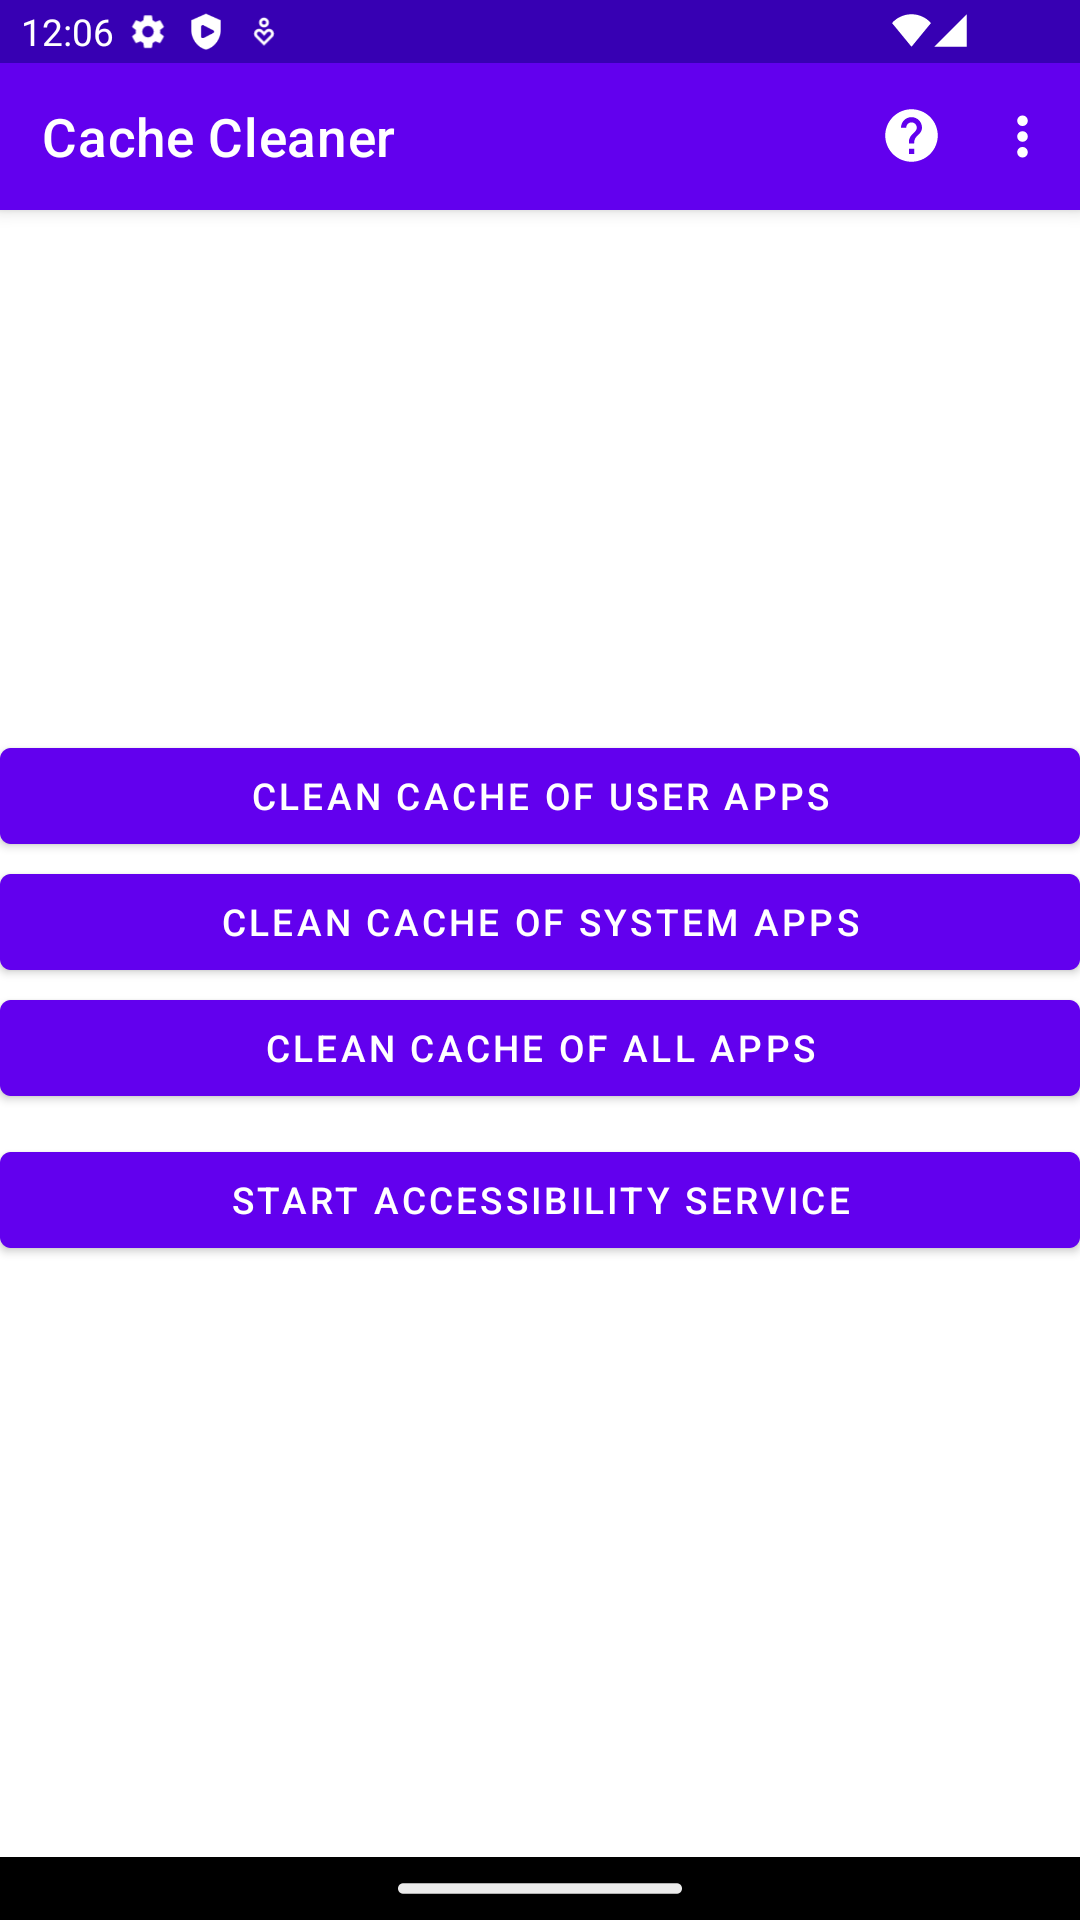 12:06
Cache Cleaner
CLEAN CACHE OF USER APPS
CLEAN CACHE OF SYSTEM APPS
CLEAN CACHE OF ALL APPS
START ACCESSIBILITY SERVICE